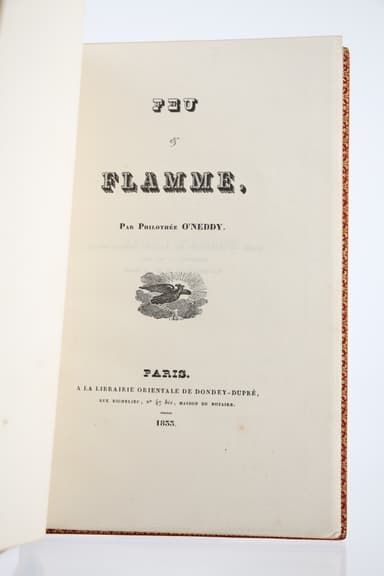 FEU
&
FLAMME,
PAR PHILOTHÉE O'NEDDY.
PARIS.
A LA LIBRAIRIE ORIENTALE DE DONDEY-DUPRÉ,
RUE RICHELIEU, Nº 47 bis, MAISON DU NOTAIRE.
1833.